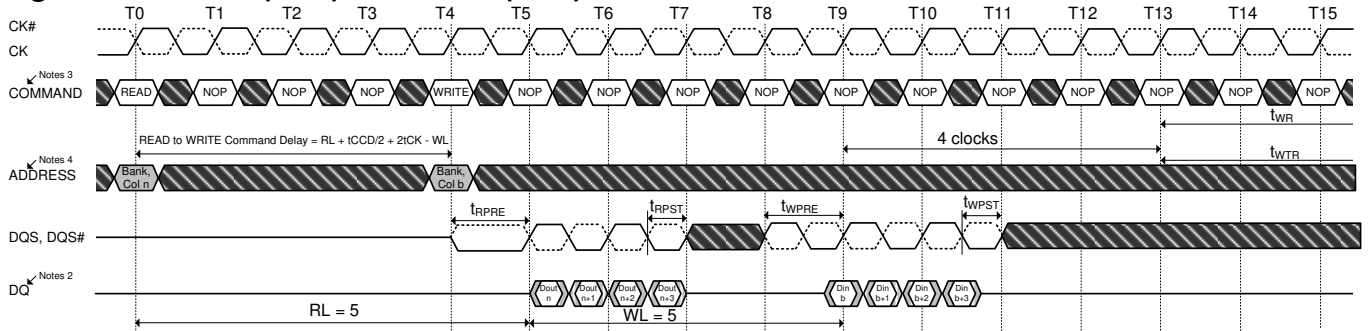 T0 T1 T2 T3 T4 T5 T6 T7 T8 T9 T10 T11 T12 T13 T14 T15
CK#
CK
Notes 3
COMMAND READ NOP NOP NOP WRITE NOP NOP NOP NOP NOP NOP NOP NOP NOP NOP NOP
tWR
READ to WRITE Command Delay = RL + tCCD/2 + 2tCK - WL
4 clocks
tWTR
Notes 4
ADDRESS
Bank, Col n
Bank, Col b
tRPRE tRPST tWPRE tWPST
DQS, DQS#
Notes 2
DQ
Dout n
Dout n+1
Dout n+2
Dout n+3
Din b
Din b+1
Din b+2
Din b+3
RL = 5 WL = 5